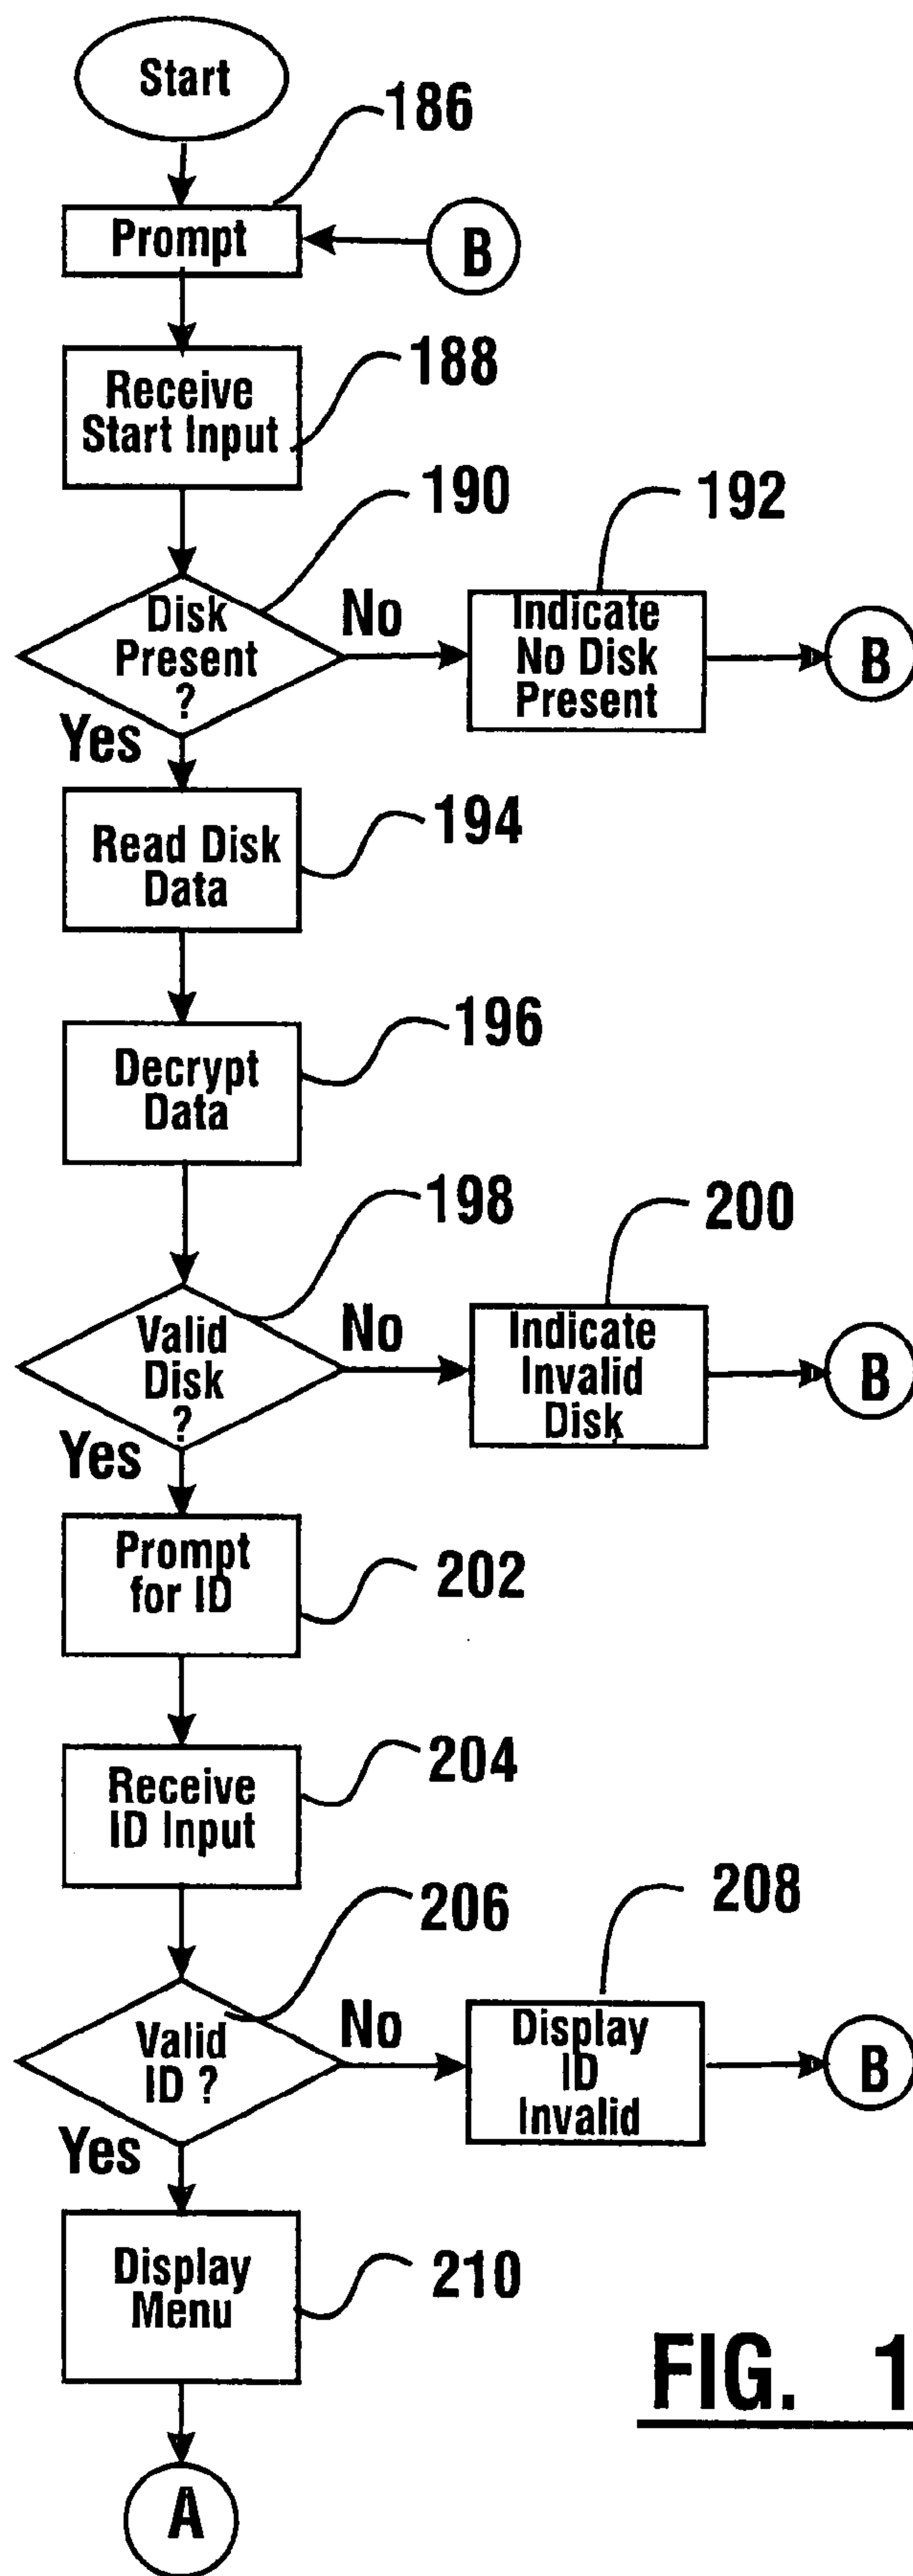 Start
186
Prompt
B
Receive
Start Input
188
190
Disk
Present
?
No
Yes
192
Indicate
No Disk
Present
B
Read Disk
Data
194
Decrypt
Data
196
198
Valid
Disk
?
No
Yes
200
Indicate
Invalid
Disk
B
Prompt
for ID
202
Receive
ID Input
204
206
Valid
ID ?
No
Yes
208
Display
ID
Invalid
B
Display
Menu
210
FIG. 1
A